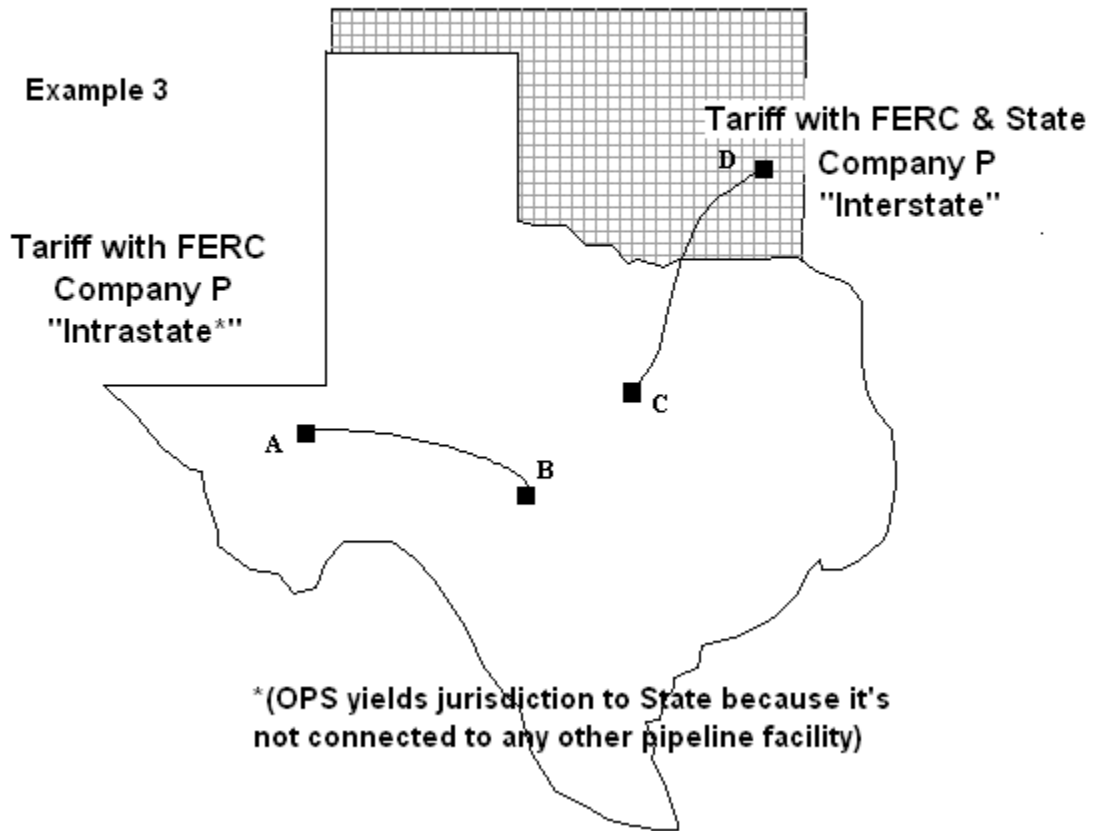 Example 3
Tariff with FERC & State
Company P
"Interstate"
D
Tariff with FERC
Company P
"Intrastate*"
C
A
B
*(OPS yields jurisdiction to State because it's
not connected to any other pipeline facility)